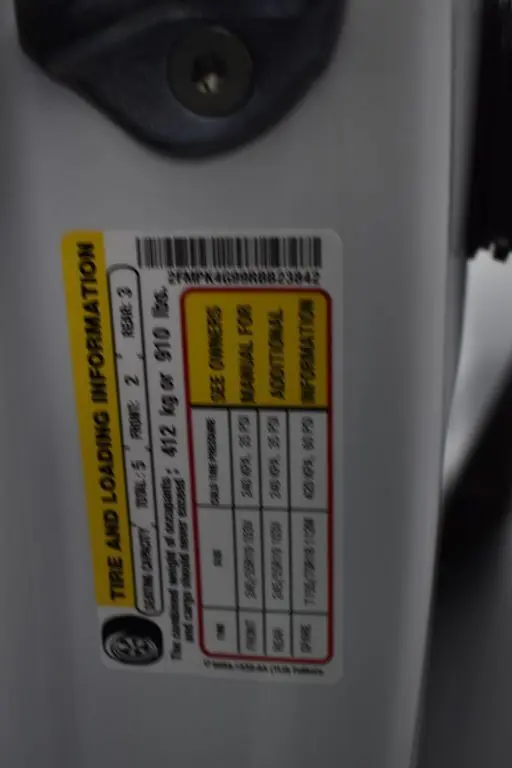 2FMPK4G99RBB23842
TIRE AND LOADING INFORMATION
SEATING CAPACITY TOTAL: 5 FRONT: 2 REAR: 3
The combined weight of occupants
and cargo should never exceed : 412 kg or 910 lbs.
TIRE SIZE COLD TIRE PRESSURE SEE OWNERS
FRONT 240 KPA, 35 PSI MANUAL FOR
REAR 240 KPA, 35 PSI ADDITIONAL
SPARE 420 KPA, 60 PSI INFORMATION